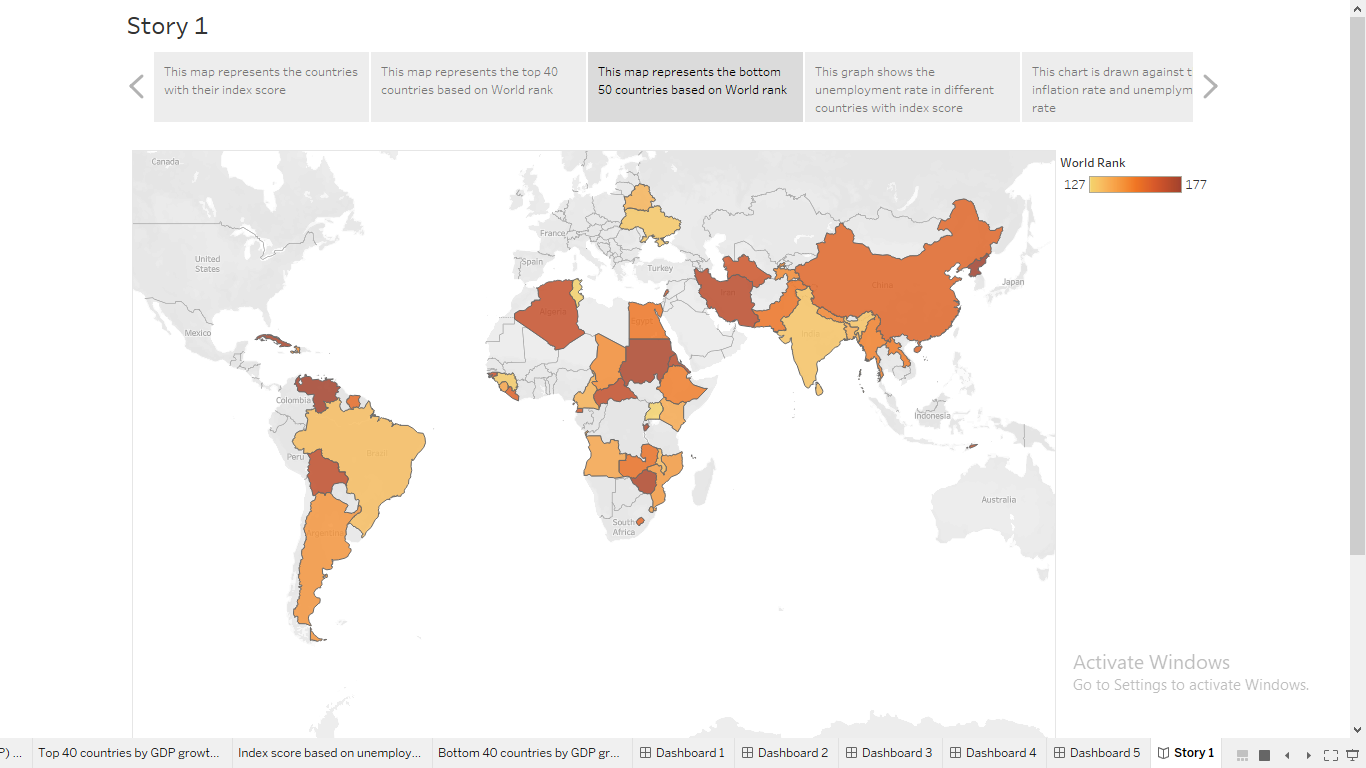 Story 1
This map represents the countries
with their index score
This map represents the top 40
countries based on World rank
This map represents the bottom
50 countries based on World rank
This graph shows the
unemployment rate in different
countries with index score
This chart is drawn against t
inflation rate and unemploym
rate
World Rank
127 177
Canada
United
States
Mexico
Colombia
Peru
Brazil
Argentina
France
Spain
Turkey
Algeria
Egypt
Iran
India
China
Japan
Indonesia
Australia
South
Africa
Activate Windows
Go to Settings to activate Windows.
P) ...
Top 40 countries by GDP growt...
Index score based on unemploy...
Bottom 40 countries by GDP gr...
Dashboard 1
Dashboard 2
Dashboard 3
Dashboard 4
Dashboard 5
Story 1